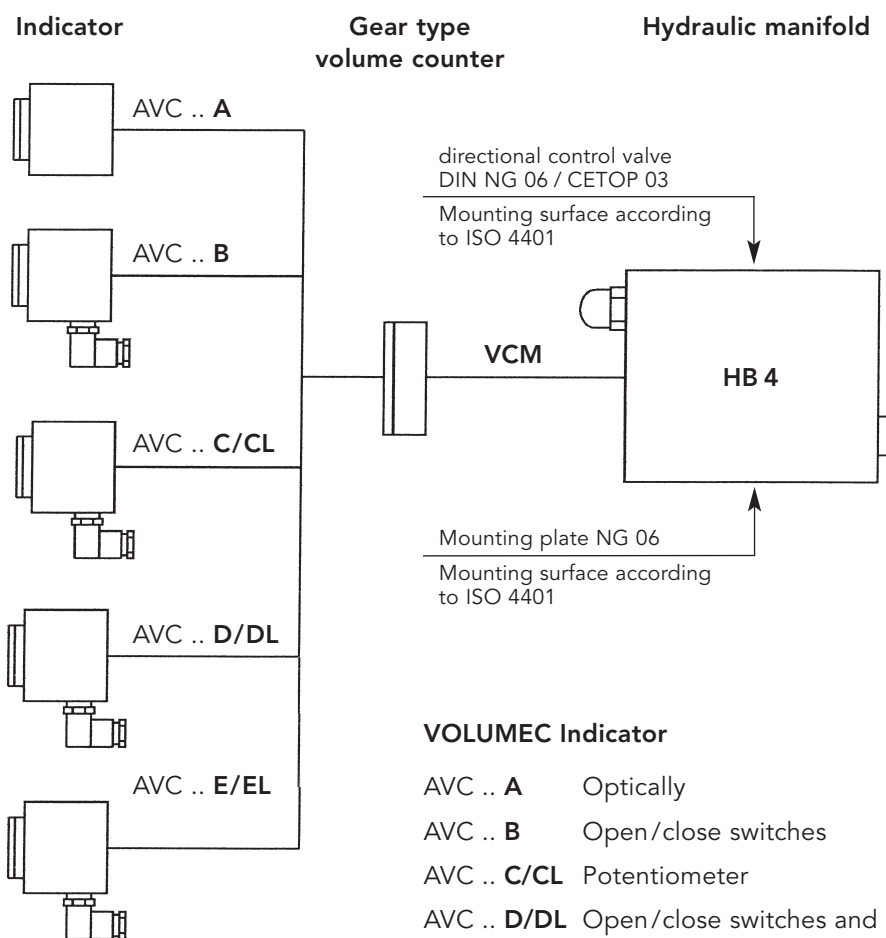 Indicator
Gear type
volume counter
Hydraulic manifold
AVC .. A
directional control valve
DIN NG 06 / CETOP 03
Mounting surface according
to ISO 4401
AVC .. B
VCM
HB 4
AVC .. C/CL
Mounting plate NG 06
Mounting surface according
to ISO 4401
AVC .. D/DL
VOLUMEC Indicator
AVC .. E/EL
AVC .. A Optically
AVC .. B Open/close switches
AVC .. C/CL Potentiometer
AVC .. D/DL Open/close switches and